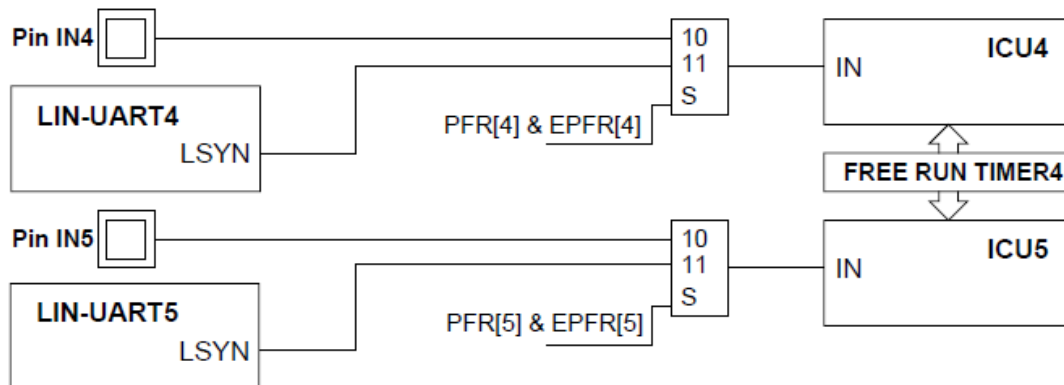 Pin IN4
10
11
S
IN
ICU4
LIN-UART4
LSYN
PFR[4] & EPFR[4]
FREE RUN TIMER4
Pin IN5
10
11
S
IN
ICU5
LIN-UART5
LSYN
PFR[5] & EPFR[5]